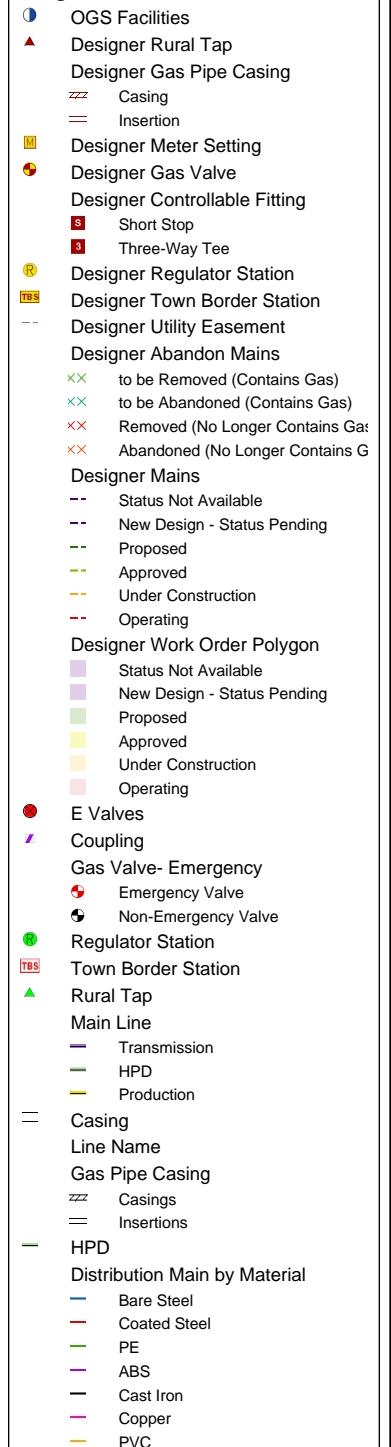 OGS Facilities
Designer Rural Tap
Designer Gas Pipe Casing
Casing
Insertion
M Designer Meter Setting
Designer Gas Valve
Designer Controllable Fitting
S Short Stop
3 Three-Way Tee
R Designer Regulator Station
TBS Designer Town Border Station
Designer Utility Easement
Designer Abandon Mains
to be Removed (Contains Gas)
to be Abandoned (Contains Gas)
Removed (No Longer Contains Gas
Abandoned (No Longer Contains G
Designer Mains
Status Not Available
New Design - Status Pending
Proposed
Approved
Under Construction
Operating
Designer Work Order Polygon
Status Not Available
New Design - Status Pending
Proposed
Approved
Under Construction
Operating
E Valves
Coupling
Gas Valve- Emergency
Emergency Valve
Non-Emergency Valve
R Regulator Station
TBS Town Border Station
Rural Tap
Main Line
Transmission
HPD
Production
Casing
Line Name
Gas Pipe Casing
Casings
Insertions
HPD
Distribution Main by Material
Bare Steel
Coated Steel
PE
ABS
Cast Iron
Copper
PVC